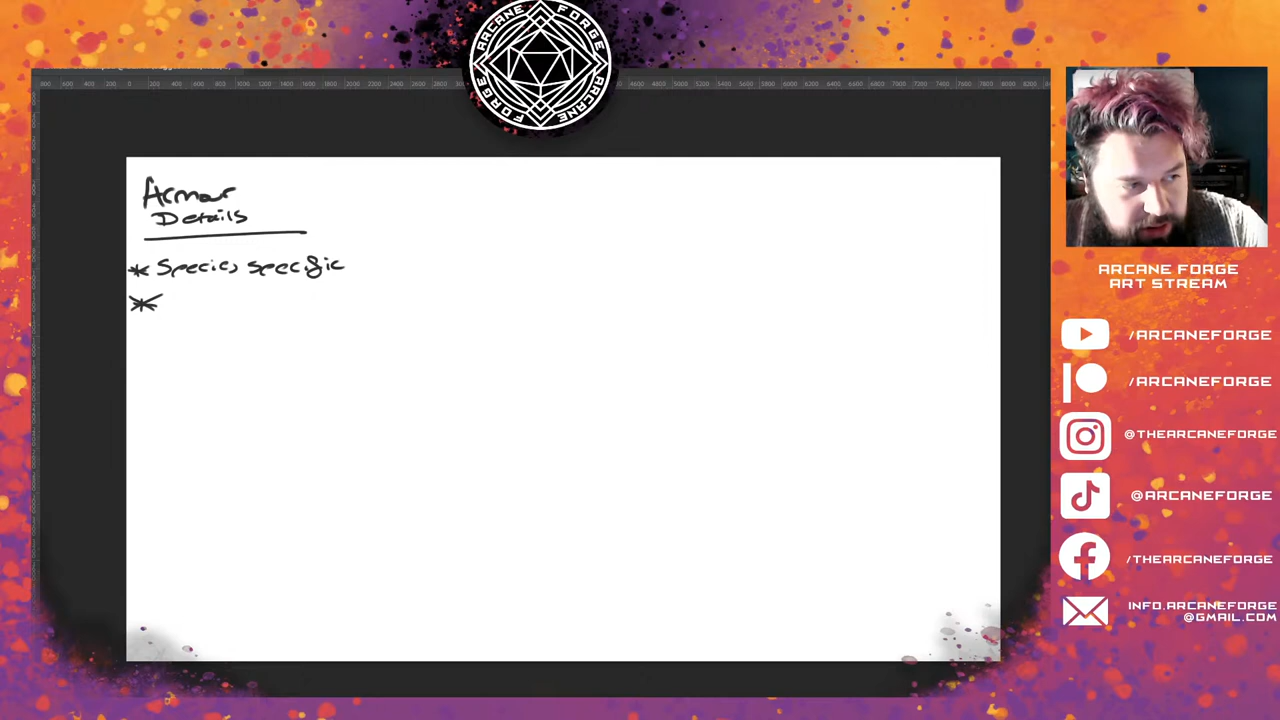 ARCANE FORGE
FORGE ARCANE
Armor
Details
* Species specific
*
ARCANE FORGE
ART STREAM
/ARCANEFORGE
/ARCANEFORGE
@THEARCANEFORGE
@ARCANEFORGE
/THEARCANEFORGE
INFO.ARCANEFORGE
@GMAIL.COM